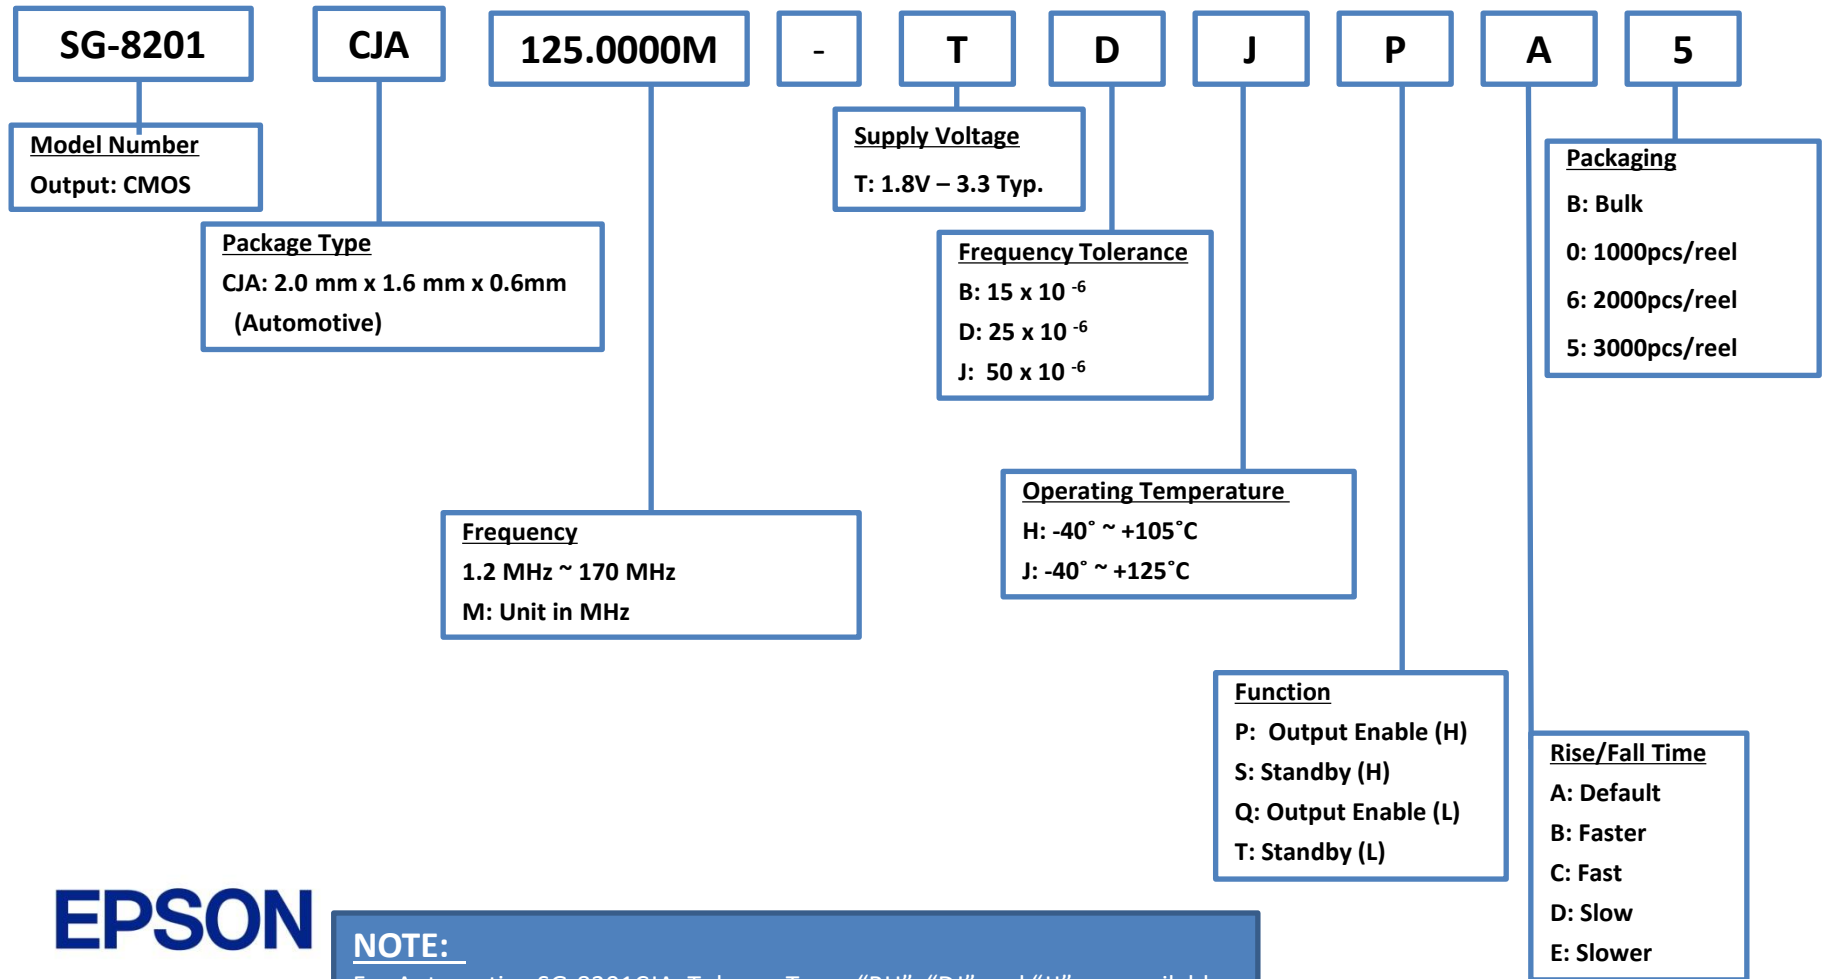 SG-8201 CJA 125.0000M - T D J P A 5
Model Number
Output: CMOS
Package Type
CJA: 2.0 mm x 1.6 mm x 0.6mm
(Automotive)
Frequency
1.2 MHz ~ 170 MHz
M: Unit in MHz
Supply Voltage
T: 1.8V – 3.3 Typ.
Frequency Tolerance
B: 15 x 10 -6
D: 25 x 10 -6
J: 50 x 10 -6
Operating Temperature
H: -40˚ ~ +105˚C
J: -40˚ ~ +125˚C
Function
P: Output Enable (H)
S: Standby (H)
Q: Output Enable (L)
T: Standby (L)
Rise/Fall Time
A: Default
B: Faster
C: Fast
D: Slow
E: Slower
Packaging
B: Bulk
0: 1000pcs/reel
6: 2000pcs/reel
5: 3000pcs/reel
EPSON
NOTE: